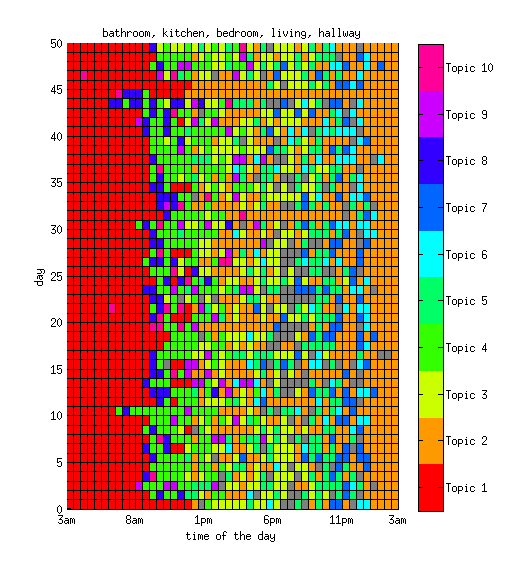 bathroom, kitchen, bedroom, living, hallway
50
45
40
35
30
25
20
15
10
5
0
day
3am 8am 1pm 6pm 11pm 3am
time of the day
Topic 10
Topic 9
Topic 8
Topic 7
Topic 6
Topic 5
Topic 4
Topic 3
Topic 2
Topic 1